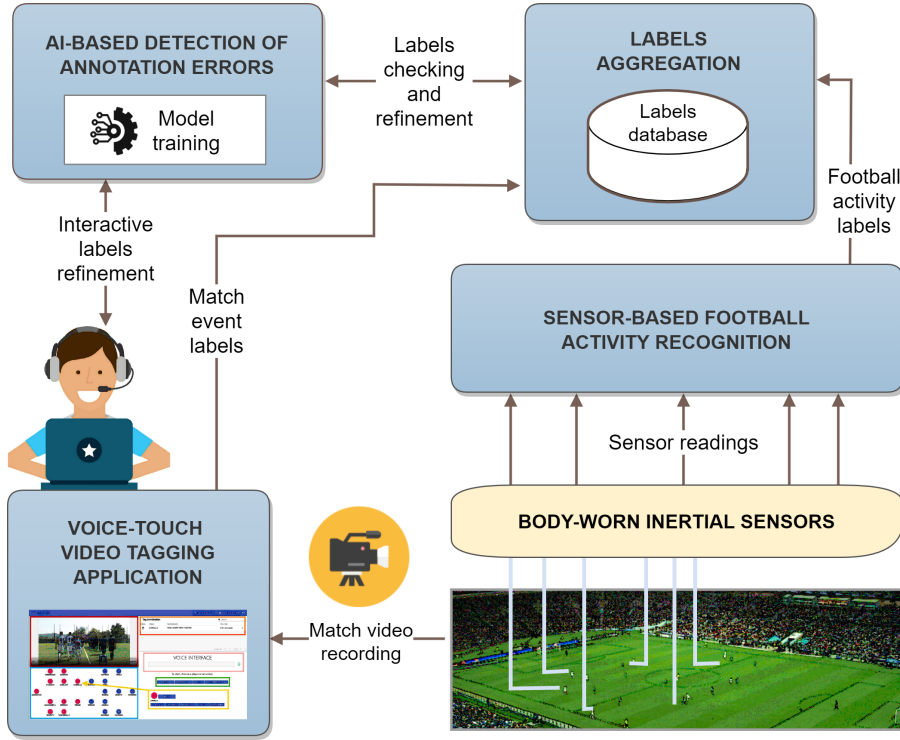 AI-BASED DETECTION OF
ANNOTATION ERRORS
Model
training
Labels
checking
and
refinement
LABELS
AGGREGATION
Labels
database
Interactive
labels
refinement
Match
event
labels
Football
activity
labels
SENSOR-BASED FOOTBALL
ACTIVITY RECOGNITION
Sensor readings
BODY-WORN INERTIAL SENSORS
VOICE-TOUCH
VIDEO TAGGING
APPLICATION
VOICE INTERFACE
Match video
recording